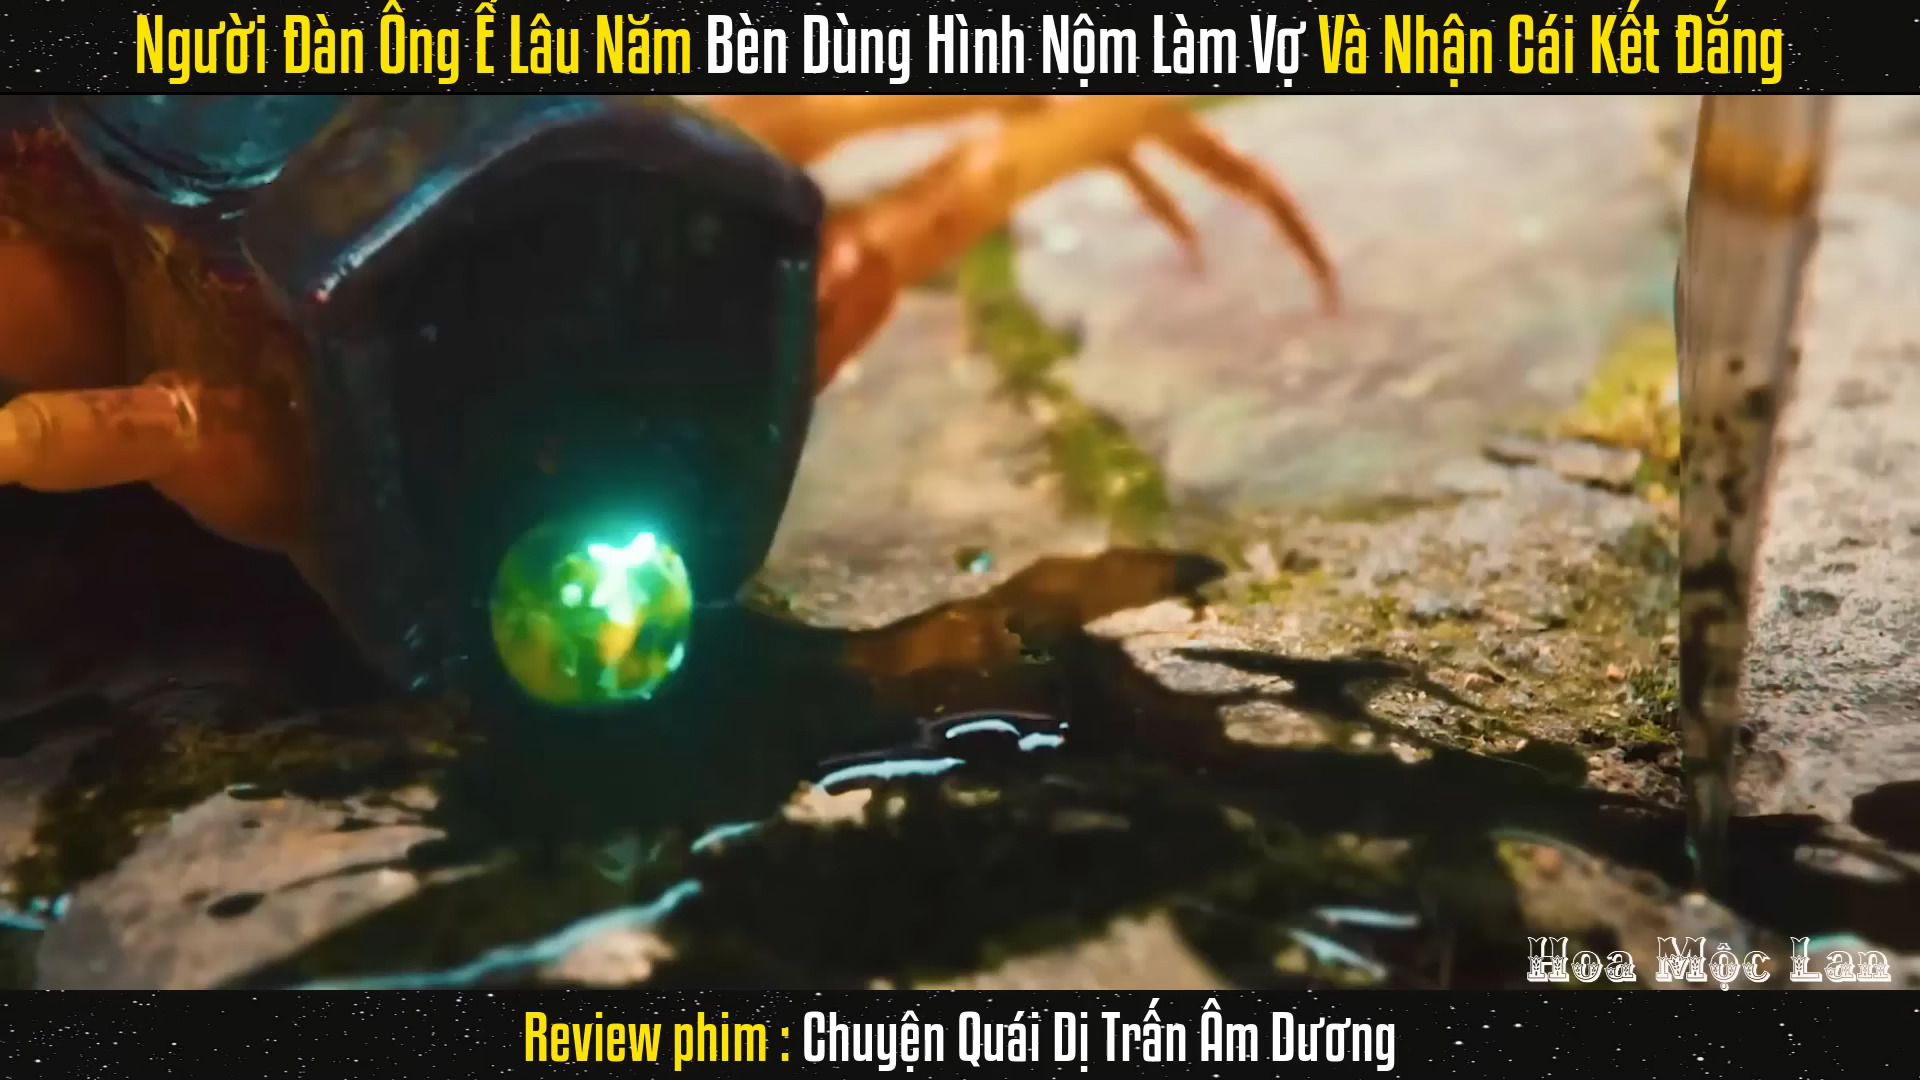 Người Đàn Ông Ế Lâu Năm Bèn Dùng Hình Nộm Làm Vợ Và Nhận Cái Kết Đắng
Hoa Mộc Lan
Review phim : Chuyện Quái Dị Trấn Âm Dương